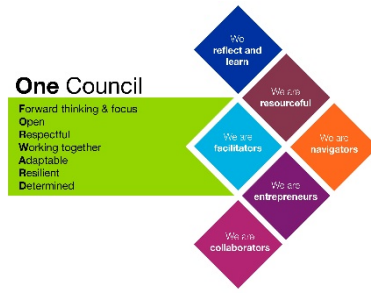 One Council
Forward thinking & focus
Open
Respectful
Working together
Adaptable
Resilient
Determined
We
reflect and
learn
We are
resourceful
We are
facilitators
We are
navigators
We are
entrepreneurs
We are
collaborators